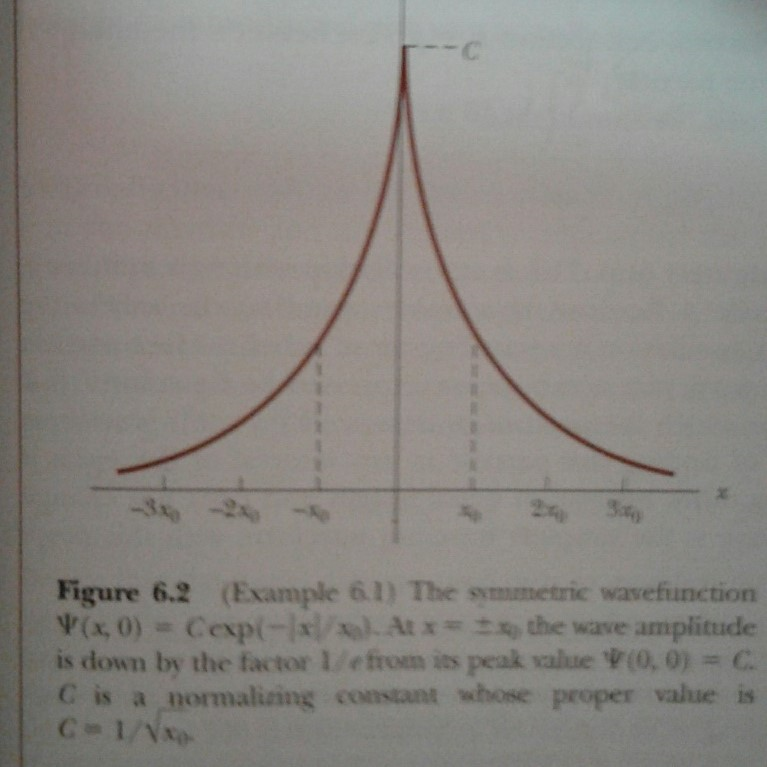 C
x
−3x₀ −2x₀ −x₀ x₀ 2x₀ 3x₀
Figure 6.2 (Example 6.1) The symmetric wavefunction
Ψ(x, 0) = C exp(−|x|/x₀). At x = ±x₀ the wave amplitude
is down by the factor 1/e from its peak value Ψ(0, 0) = C.
C is a normalizing constant whose proper value is
C = 1/√x₀.